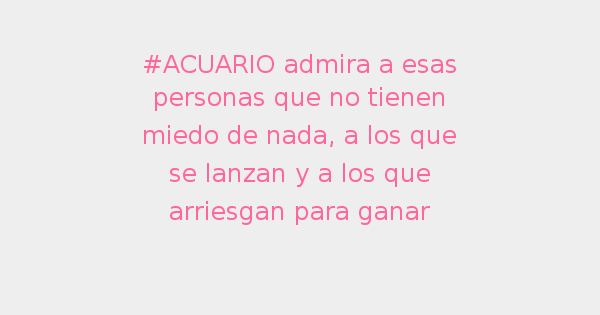 #ACUARIO admira a esas
personas que no tienen
miedo de nada, a los que
se lanzan y a los que
arriesgan para ganar